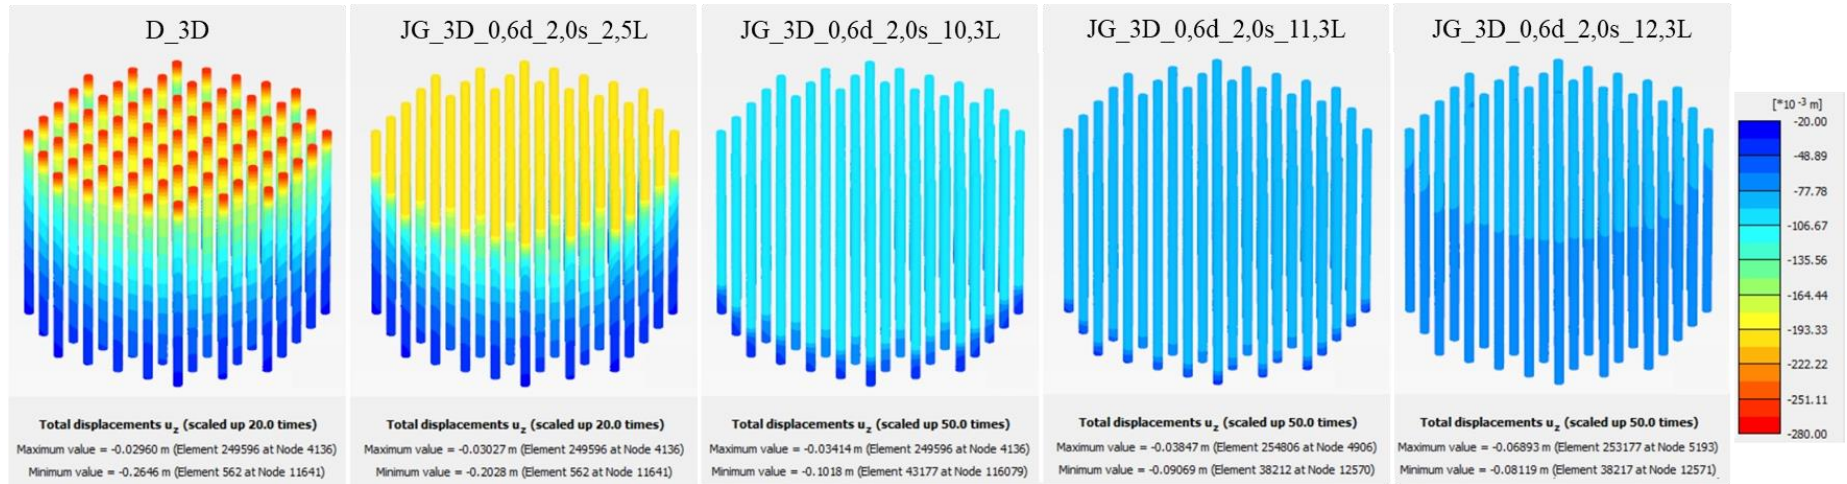 D_3D
Total displacements uz (scaled up 20.0 times)
Maximum value = -0.02960 m (Element 249596 at Node 4136)
Minimum value = -0.2646 m (Element 562 at Node 11641)
JG_3D_0,6d_2,0s_2,5L
Total displacements uz (scaled up 20.0 times)
Maximum value = -0.03027 m (Element 249596 at Node 4136)
Minimum value = -0.2028 m (Element 562 at Node 11641)
JG_3D_0,6d_2,0s_10,3L
Total displacements uz (scaled up 50.0 times)
Maximum value = -0.03414 m (Element 249596 at Node 4136)
Minimum value = -0.1018 m (Element 43177 at Node 116079)
JG_3D_0,6d_2,0s_11,3L
Total displacements uz (scaled up 50.0 times)
Maximum value = -0.03847 m (Element 254806 at Node 4906)
Minimum value = -0.09069 m (Element 38212 at Node 12570)
JG_3D_0,6d_2,0s_12,3L
Total displacements uz (scaled up 50.0 times)
Maximum value = -0.06893 m (Element 253177 at Node 5193)
Minimum value = -0.08119 m (Element 38217 at Node 12571)
[*10 -3 m]
-20.00
-48.89
-77.78
-106.67
-135.56
-164.44
-193.33
-222.22
-251.11
-280.00